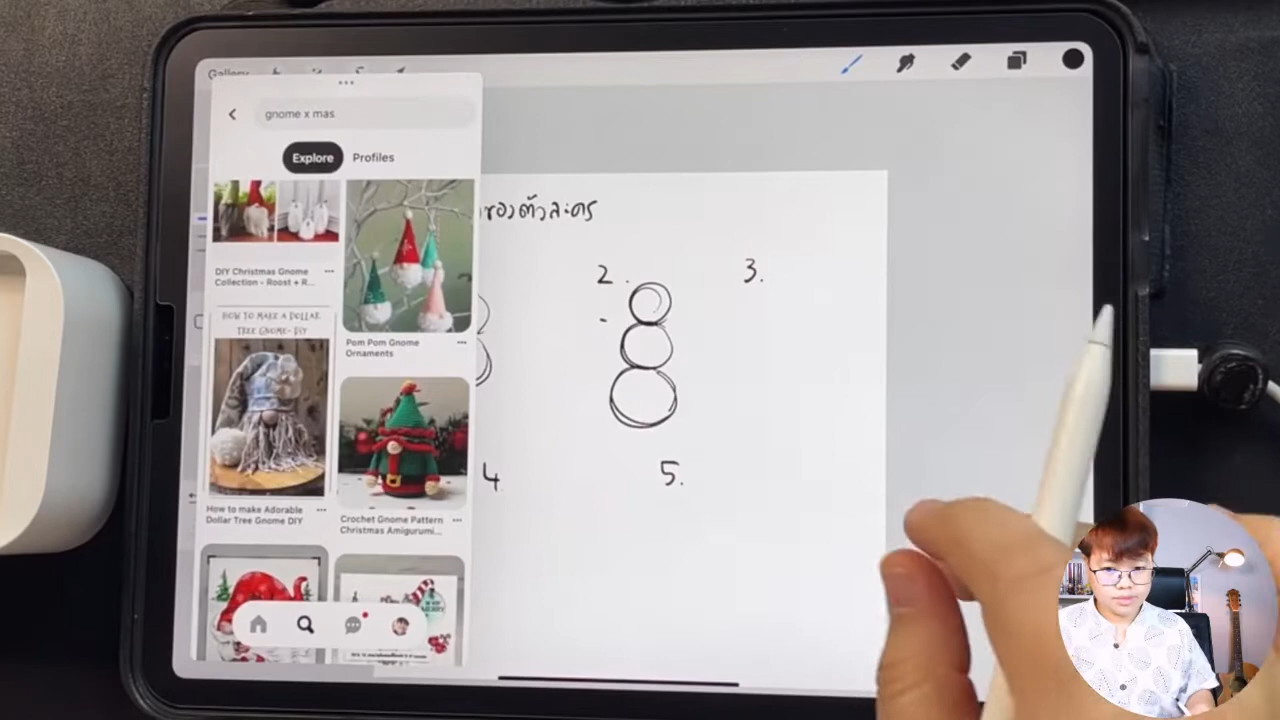 Gallery
gnome x mas
Explore
Profiles
DIY Christmas Gnome
Collection - Roost + R...
HOW TO MAKE A DOLLAR
TREE GNOME- DIY
Pom Pom Gnome
Ornaments
How to make Adorable
Dollar Tree Gnome DIY
Crochet Gnome Pattern
Christmas Amigurumi...
ของตัวละคร
2.
3.
4
5.